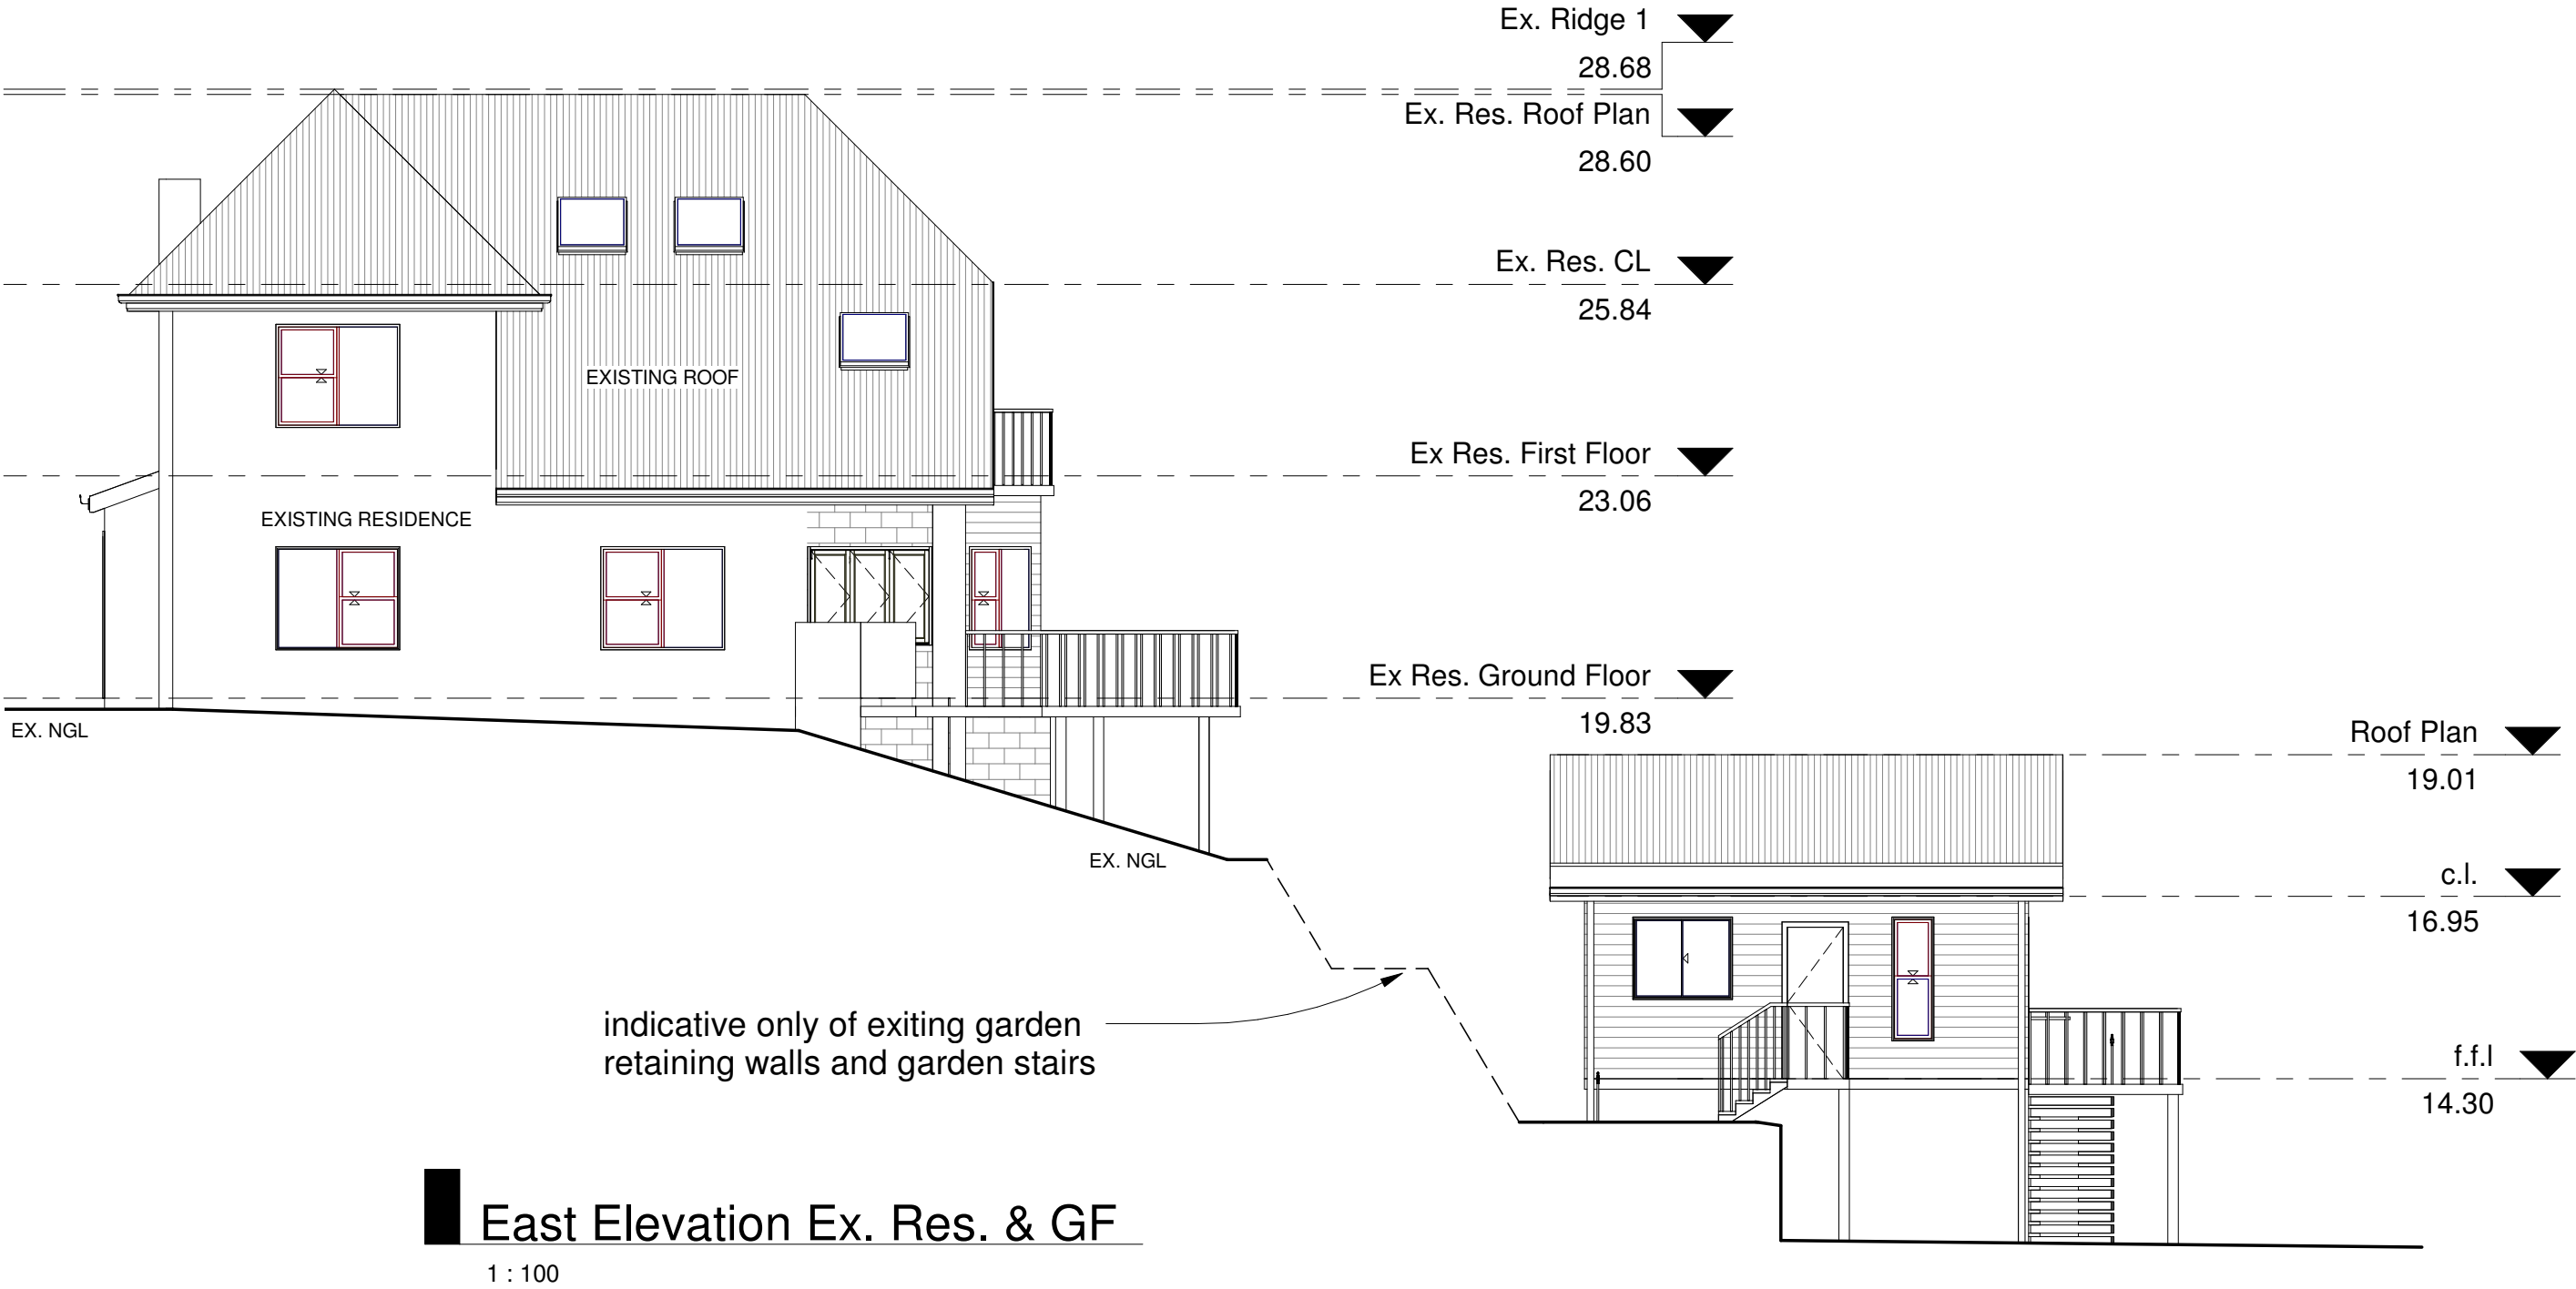 Ex. Ridge 1
28.68
Ex. Res. Roof Plan
28.60
Ex. Res. CL
25.84
EXISTING ROOF
Ex Res. First Floor
23.06
EXISTING RESIDENCE
Ex Res. Ground Floor
19.83
EX. NGL
Roof Plan
19.01
EX. NGL
c.l.
16.95
indicative only of exiting garden
retaining walls and garden stairs
f.f.l
14.30
East Elevation Ex. Res. & GF
1 : 100